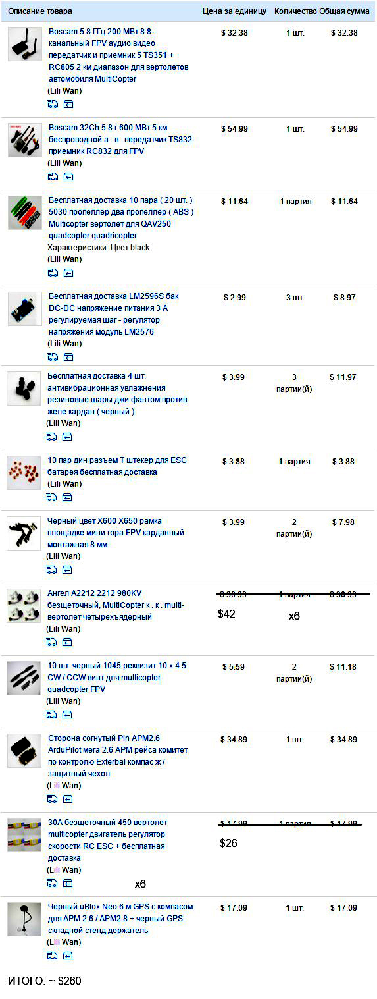 Описание товара Цена за единицу Количество Общая сумма
Boscam 5.8 ГГц 200 МВт 8 8- $ 32.38 1 шт. $ 32.38
канальный FPV аудио видео
передатчик и приемник 5 TS351 +
RC805 2 км диапазон для вертолетов
автомобиля MultiCopter
(Lili Wan)
Boscam 32Ch 5.8 г 600 МВт 5 км $ 54.99 1 шт. $ 54.99
беспроводной а . в . передатчик TS832
приемник RC832 для FPV
(Lili Wan)
Бесплатная доставка 10 пара ( 20 шт. ) $ 11.64 1 партия $ 11.64
5030 пропеллер два пропеллер ( ABS )
Multicopter вертолет для QAV250
quadcopter quadricopter
Характеристики: Цвет black
(Lili Wan)
Бесплатная доставка LM2596S бак $ 2.99 3 шт. $ 8.97
DC-DC напряжение питания 3 А
регулируемая шаг - регулятор
напряжения модуль LM2576
(Lili Wan)
Бесплатная доставка 4 шт. $ 3.99 3 $ 11.97
антивибрационная увлажнения партии(й)
резиновые шары джи фантом против
желе кардан ( черный )
(Lili Wan)
10 пар дин разъем Т штекер для ESC $ 3.88 1 партия $ 3.88
батарея бесплатная доставка
(Lili Wan)
Черный цвет X600 X650 рамка $ 3.99 2 $ 7.98
площадке мини гора FPV карданный партии(й)
монтажная 8 мм
(Lili Wan)
Ангел A2212 2212 980KV $ 30.99 1 партия $ 30.99
безщеточный, MultiCopter к . к . multi-
вертолет четырехъядерный $42 x6
(Lili Wan)
10 шт. черный 1045 реквизит 10 x 4.5 $ 5.59 2 $ 11.18
CW / CCW винт для multicopter партии(й)
quadcopter FPV
(Lili Wan)
Сторона согнутый Pin APM2.6 $ 34.89 1 шт. $ 34.89
ArduPilot мега 2.6 APM рейса комитет
по контролю Exterbal компас ж /
защитный чехол
(Lili Wan)
30A безщеточный 450 вертолет $ 17.99 1 партия $ 17.99
multicopter двигатель регулятор
скорости RC ESC + бесплатная $26
доставка
(Lili Wan)
x6
Черный uBlox Neo 6 м GPS с компасом $ 17.09 1 шт. $ 17.09
для APM 2.6 / APM2.8 + черный GPS
складной стенд держатель
(Lili Wan)
ИТОГО: ~ $260